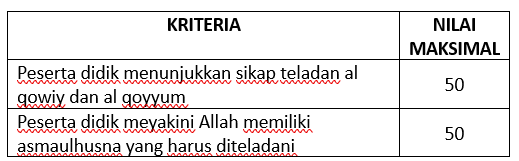 KRITERIA
NILAI
MAKSIMAL
Peserta didik menunjukkan sikap teladan al
qowiy dan al qoyyum
50
Peserta didik meyakini Allah memiliki
asmaulhusna yang harus diteladani
50